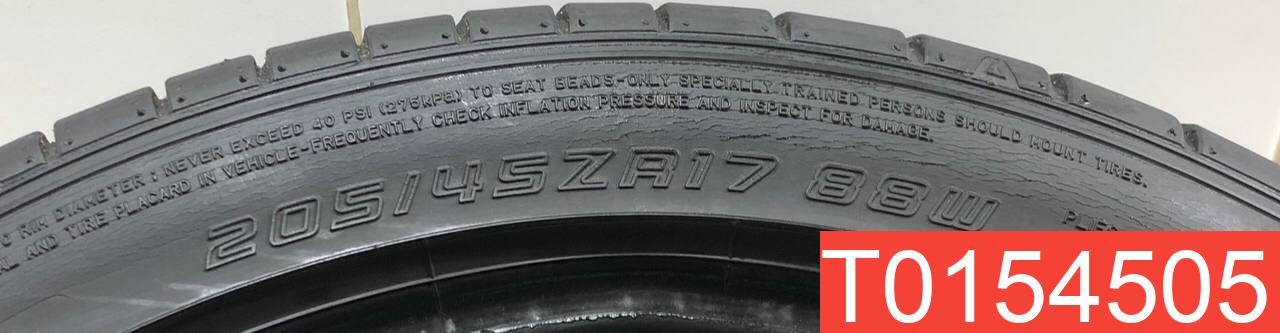 G RIM DIAMETER: NEVER EXCEED 40 PSI (275kPa) TO SEAT BEADS-ONLY SPECIALLY TRAINED PERSONS SHOULD MOUNT TIRES.
AL AND TIRE PLACARD IN VEHICLE-FREQUENTLY CHECK INFLATION PRESSURE AND INSPECT FOR DAMAGE.
205/45ZR17 88W
T0154505